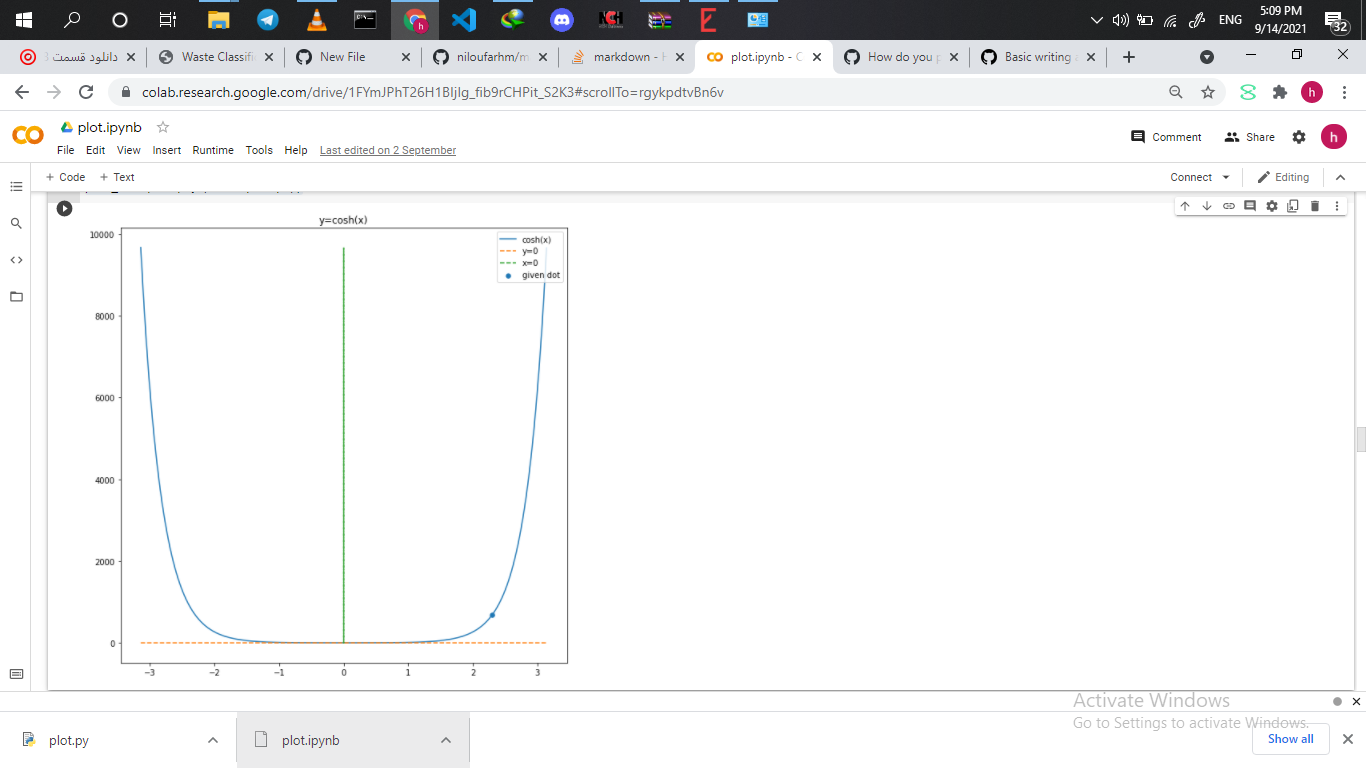 5:09 PM
ENG
9/14/2021
32
دانلود قسمت 3
Waste Classifi
New File
niloufarhm/m
markdown - H
plot.ipynb - C
How do you p
Basic writing a
colab.research.google.com/drive/1FYmJPhT26H1BIjIg_fib9rCHPit_S2K3#scrollTo=rgykpdtvBn6v
h
plot.ipynb
Comment
Share
h
File Edit View Insert Runtime Tools Help Last edited on 2 September
+ Code + Text
Connect
Editing
y=cosh(x)
cosh(x)
y=0
x=0
given dot
10000
8000
6000
4000
2000
0
−3 −2 −1 0 1 2 3
Activate Windows
Go to Settings to activate Windows.
plot.py
plot.ipynb
Show all